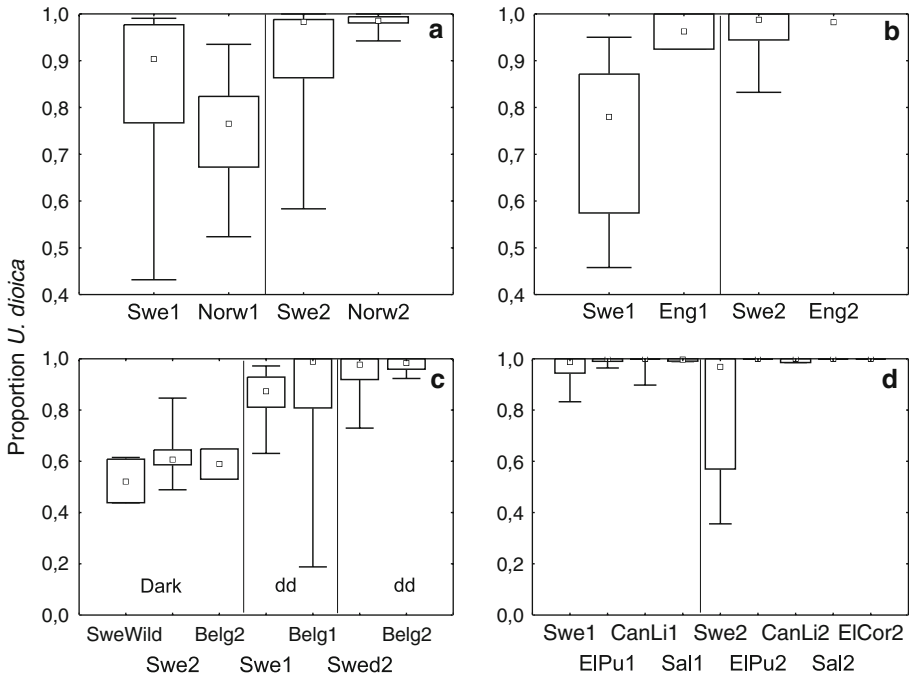 Proportion U. dioica
a
1,0
0,9
0,8
0,7
0,6
0,5
0,4
Swe1 Norw1 Swe2 Norw2
b
1,0
0,9
0,8
0,7
0,6
0,5
0,4
Swe1 Eng1 Swe2 Eng2
c
1,0
0,8
0,6
0,4
0,2
0,0
Dark dd dd
SweWild Belg2 Belg1 Belg2
Swe2 Swe1 Swed2
d
1,0
0,8
0,6
0,4
0,2
0,0
Swe1 CanLi1 Swe2 CanLi2 ElCor2
ElPu1 Sal1 ElPu2 Sal2